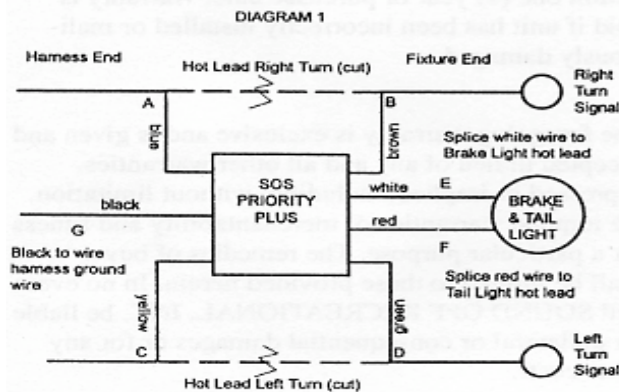 DIAGRAM 1
Harness End
Hot Lead Right Turn (cut)
Fixture End
Right
Turn
Signal
A
B
blue
brown
Splice white wire to
Brake Light hot lead
SOS
PRIORITY
PLUS
white
E
BRAKE
& TAIL
LIGHT
black
G
red
F
Black to wire
harness ground
wire
Splice red wire to
Tail Light hot lead
yellow
green
C
D
Left
Turn
Signal
Hot Lead Left Turn (cut)